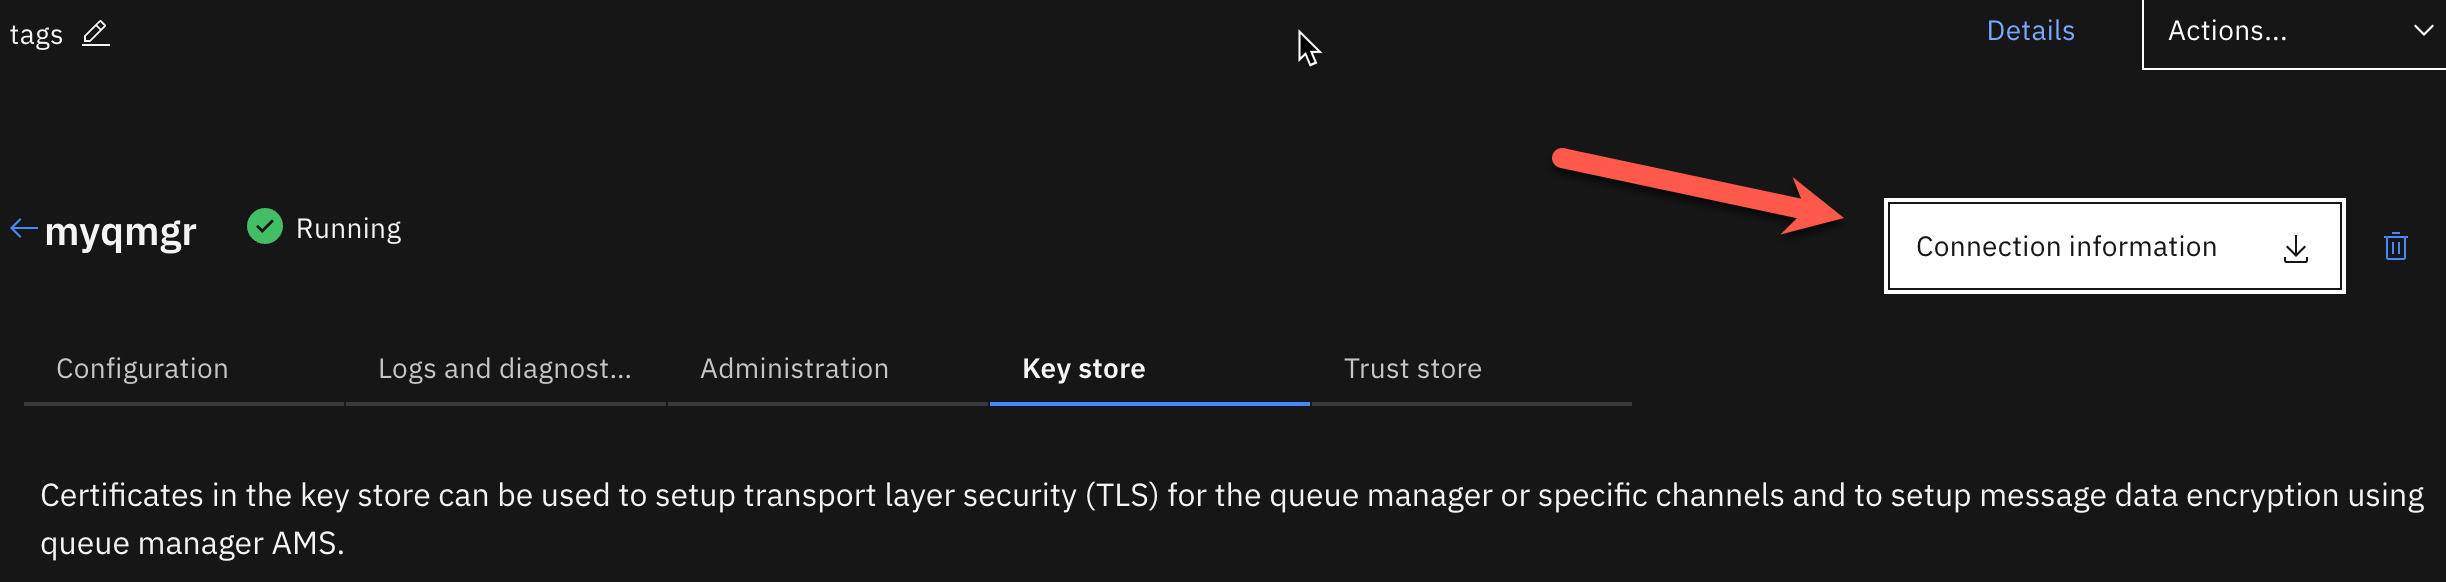 tags
Details
Actions...
myqmgr
Running
Connection information
Configuration
Logs and diagnost...
Administration
Key store
Trust store
Certificates in the key store can be used to setup transport layer security (TLS) for the queue manager or specific channels and to setup message data encryption using
queue manager AMS.